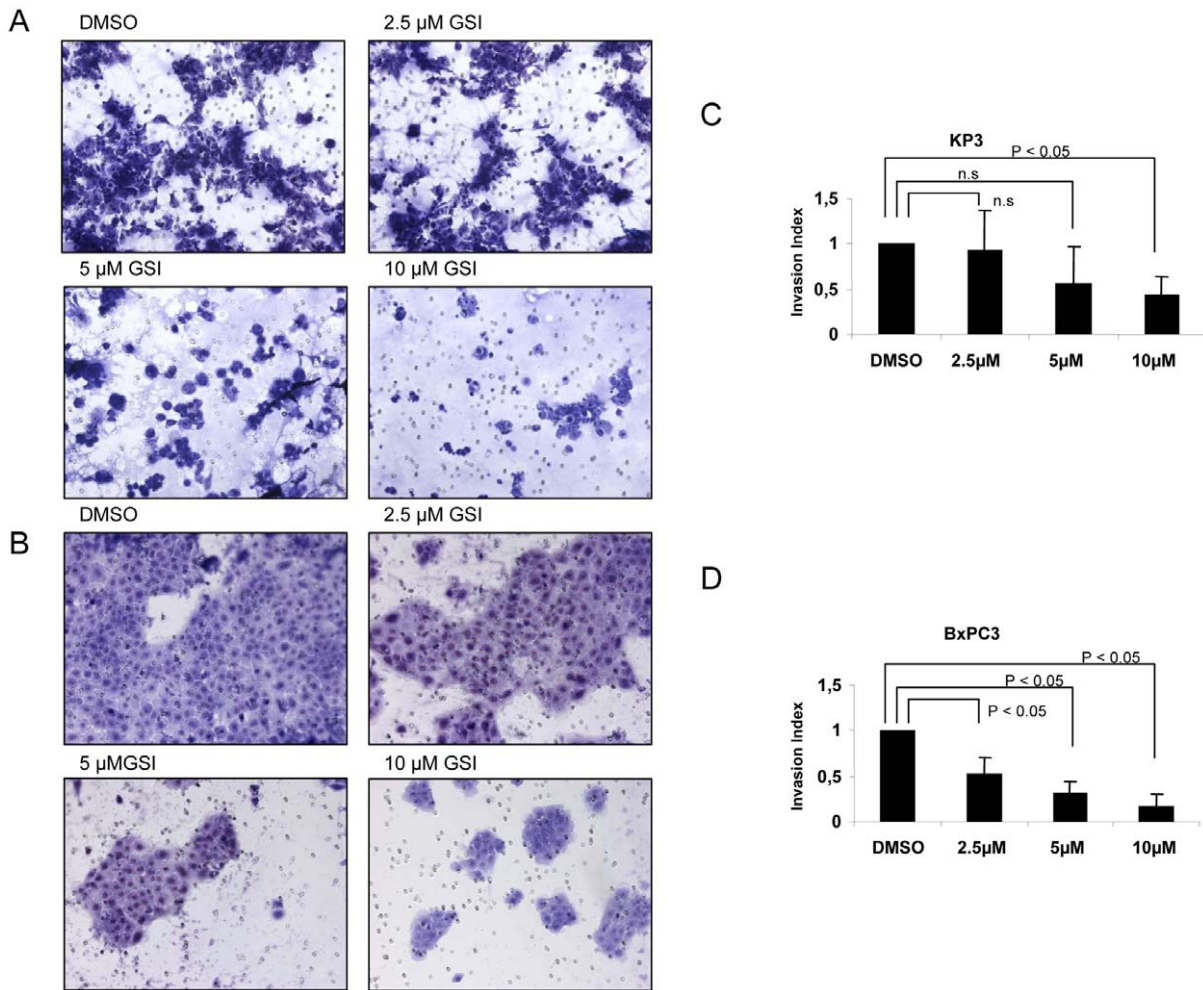 A
DMSO
2.5 µM GSI
5 µM GSI
10 µM GSI
B
DMSO
2.5 µM GSI
5 µMGSI
10 µM GSI
C
KP3
P < 0.05
n.s
n.s
Invasion Index
1,5
1
0,5
0
DMSO 2.5µM 5µM 10µM
D
BxPC3
P < 0.05
P < 0.05
P < 0.05
Invasion Index
1,5
1
0,5
0
DMSO 2.5µM 5µM 10µM